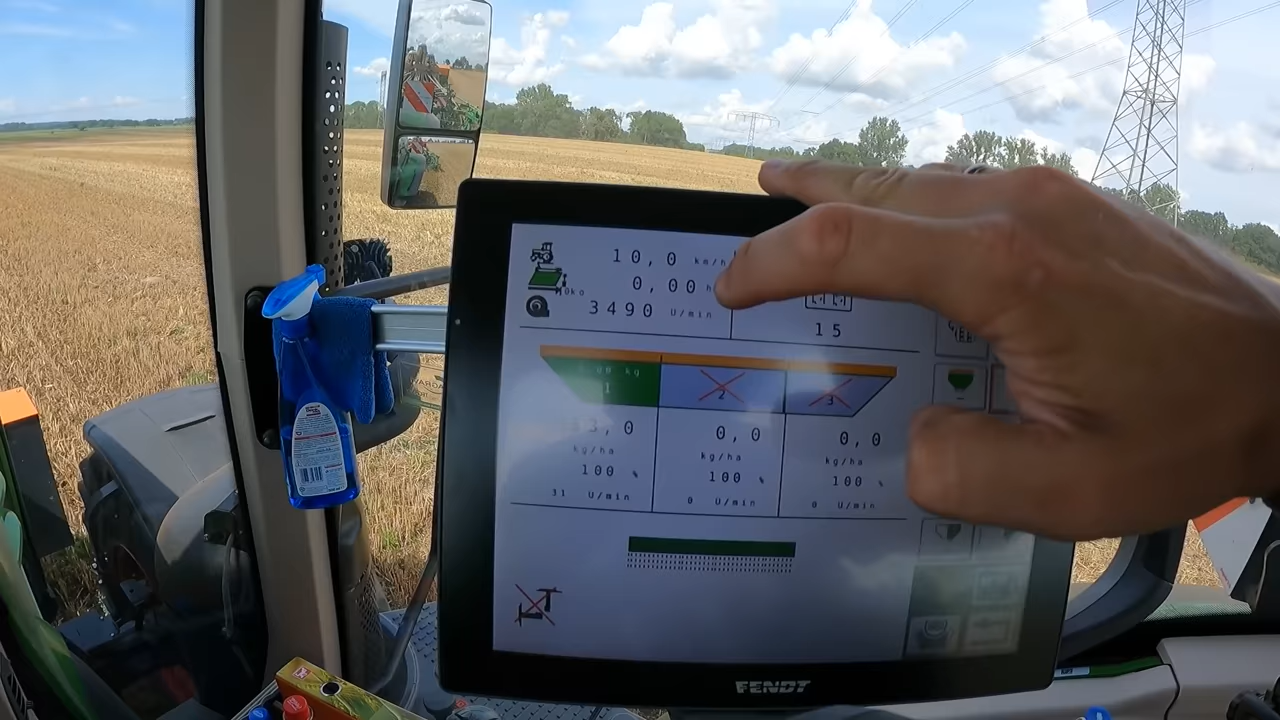 10,0 km/h
0,00
3490 U/min
15
1
2
3
0,0
0,0
kg/ha
kg/ha
kg/ha
100 %
100 %
100 %
31 U/min
0 U/min
0 U/min
FENDT